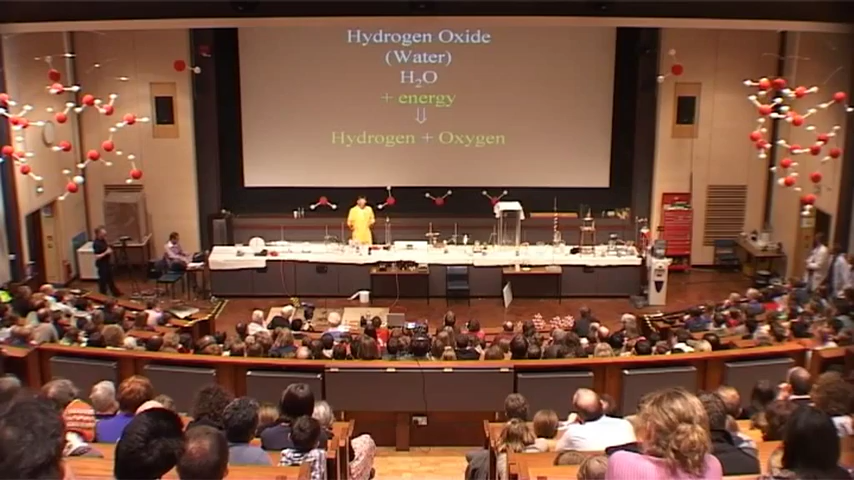 Hydrogen Oxide
(Water)
H₂O
+ energy
⇓
Hydrogen + Oxygen